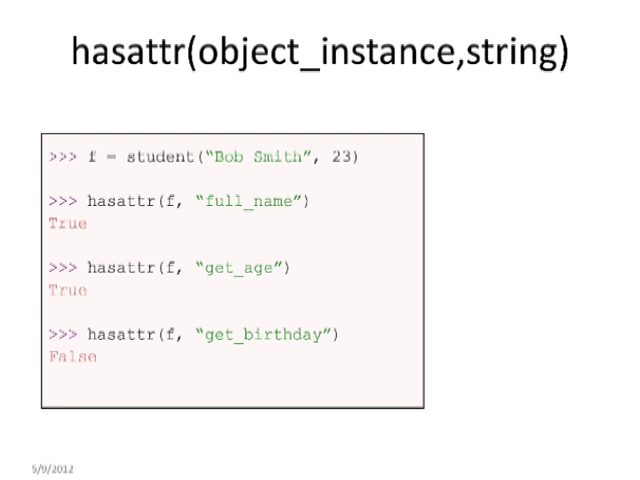 hasattr(object_instance,string)
>>> f = student(“Bob Smith”, 23)
>>> hasattr(f, “full_name”)
True
>>> hasattr(f, “get_age”)
True
>>> hasattr(f, “get_birthday”)
False
5/9/2012